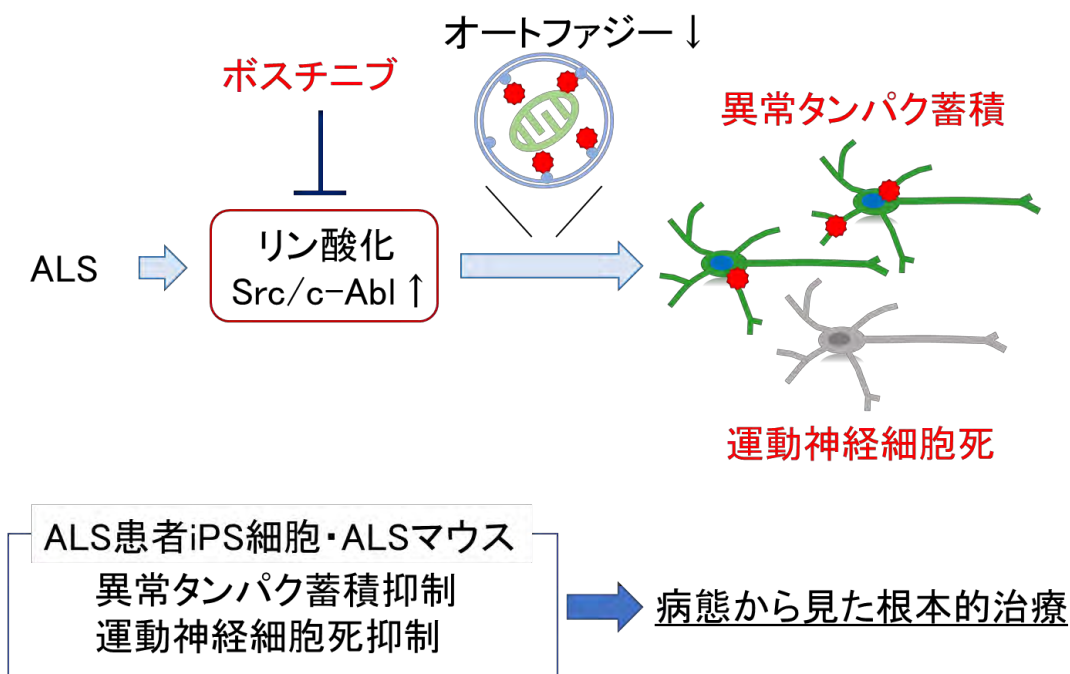 オートファジー↓
ボスチニブ
異常タンパク蓄積
ALS
リン酸化
Src/c-Abl↑
運動神経細胞死
ALS患者iPS細胞・ALSマウス
異常タンパク蓄積抑制
運動神経細胞死抑制
病態から見た根本的治療